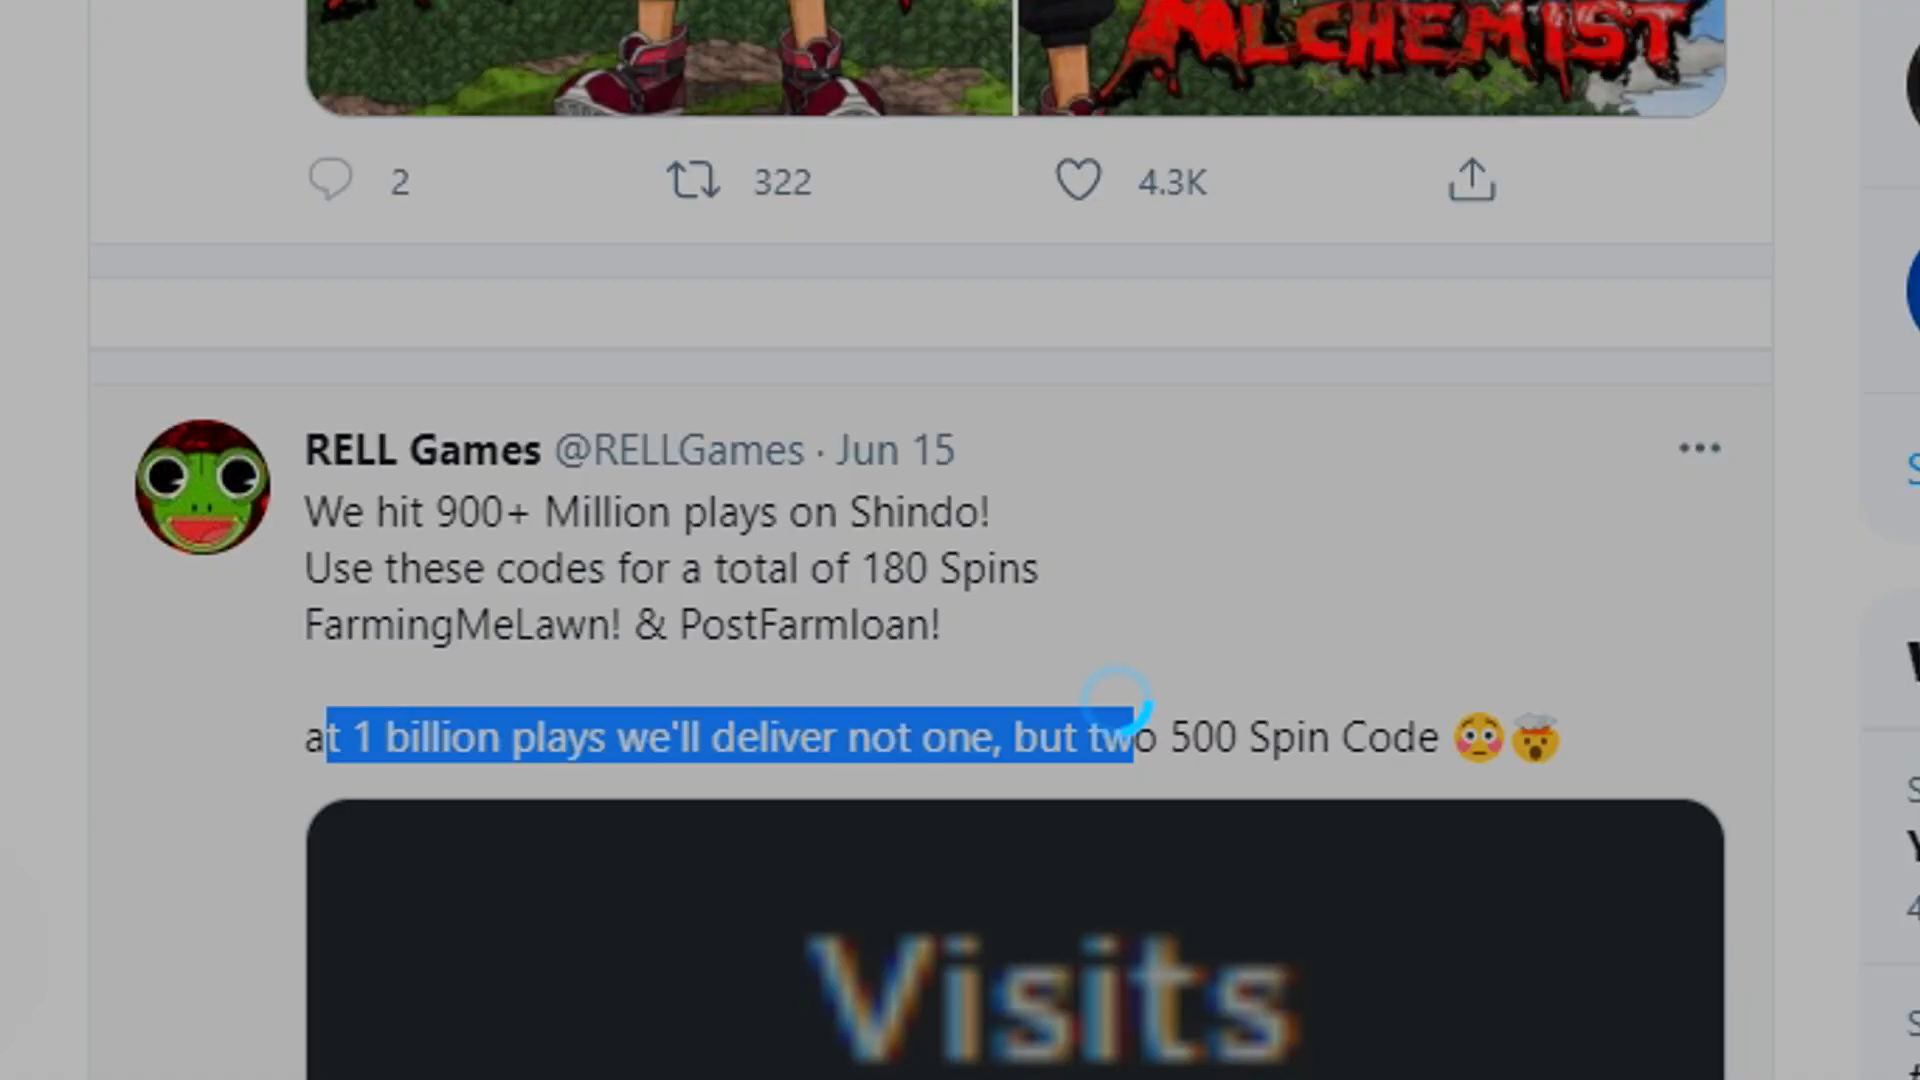 ALCHEMIST
2 322 4.3K
RELL Games @RELLGames · Jun 15
We hit 900+ Million plays on Shindo!
Use these codes for a total of 180 Spins
FarmingMeLawn! & PostFarmIoan!
at 1 billion plays we'll deliver not one, but two 500 Spin Code 😳🤯
Visits